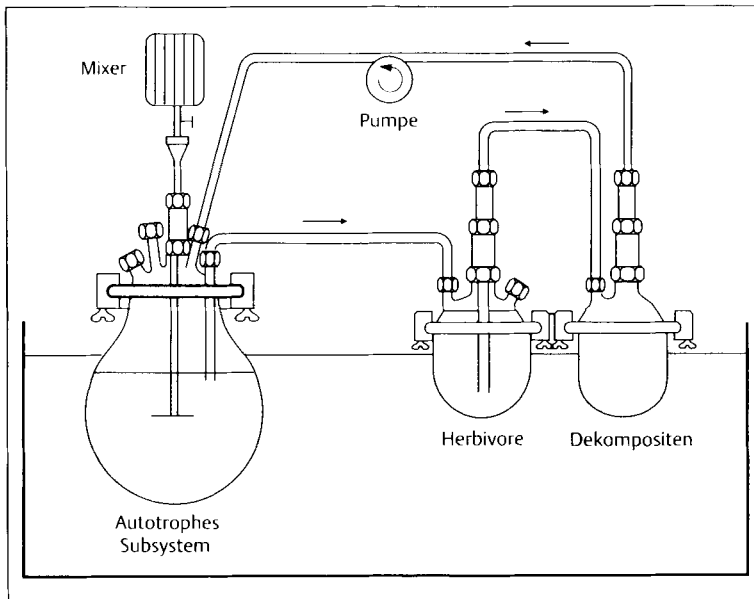 Mixer
Pumpe
Herbivore
Dekompositen
Autotrophes
Subsystem